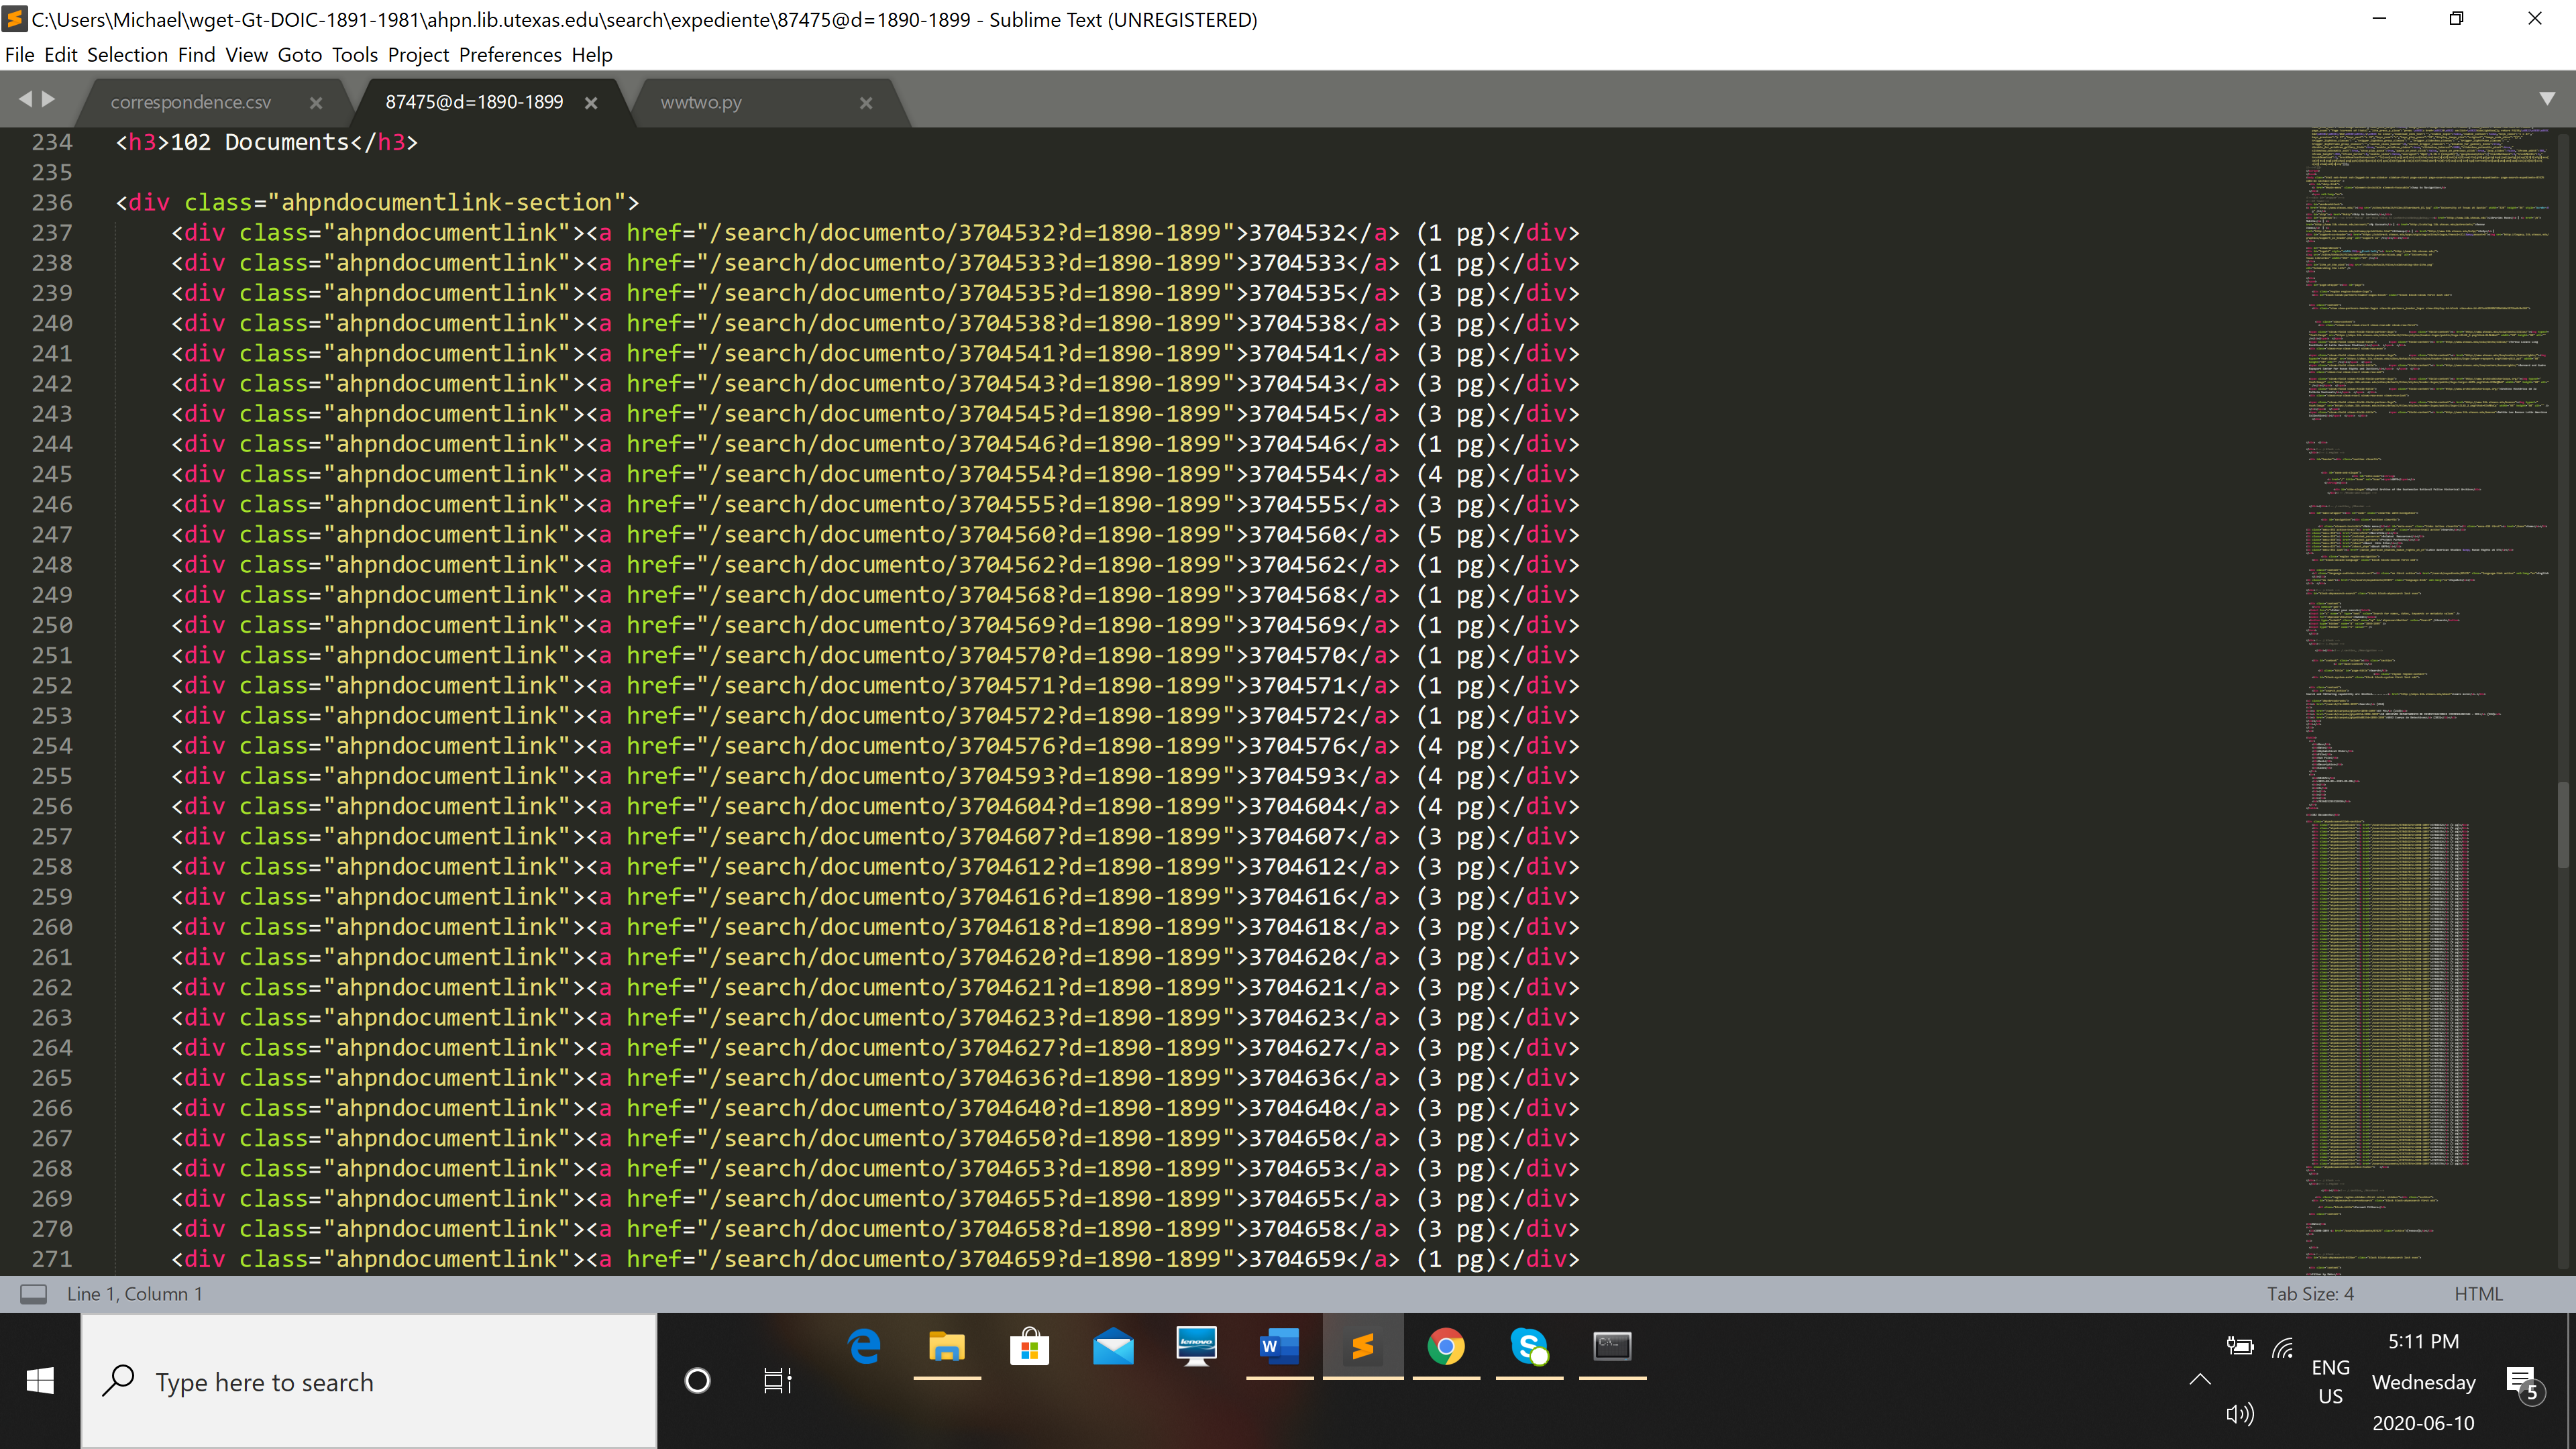 C:\Users\Michael\wget-Gt-DOIC-1891-1981\ahpn.lib.utexas.edu\search\expediente\87475@d=1890-1899 - Sublime Text (UNREGISTERED)
File Edit Selection Find View Goto Tools Project Preferences Help
correspondence.csv 87475@d=1890-1899 wwtwo.py
234 <h3>102 Documents</h3>
235
236 <div class="ahpndocumentlink-section">
237 <div class="ahpndocumentlink"><a href="/search/documento/3704532?d=1890-1899">3704532</a> (1 pg)</div>
238 <div class="ahpndocumentlink"><a href="/search/documento/3704533?d=1890-1899">3704533</a> (1 pg)</div>
239 <div class="ahpndocumentlink"><a href="/search/documento/3704535?d=1890-1899">3704535</a> (3 pg)</div>
240 <div class="ahpndocumentlink"><a href="/search/documento/3704538?d=1890-1899">3704538</a> (3 pg)</div>
241 <div class="ahpndocumentlink"><a href="/search/documento/3704541?d=1890-1899">3704541</a> (3 pg)</div>
242 <div class="ahpndocumentlink"><a href="/search/documento/3704543?d=1890-1899">3704543</a> (3 pg)</div>
243 <div class="ahpndocumentlink"><a href="/search/documento/3704545?d=1890-1899">3704545</a> (3 pg)</div>
244 <div class="ahpndocumentlink"><a href="/search/documento/3704546?d=1890-1899">3704546</a> (1 pg)</div>
245 <div class="ahpndocumentlink"><a href="/search/documento/3704554?d=1890-1899">3704554</a> (4 pg)</div>
246 <div class="ahpndocumentlink"><a href="/search/documento/3704555?d=1890-1899">3704555</a> (3 pg)</div>
247 <div class="ahpndocumentlink"><a href="/search/documento/3704560?d=1890-1899">3704560</a> (5 pg)</div>
248 <div class="ahpndocumentlink"><a href="/search/documento/3704562?d=1890-1899">3704562</a> (1 pg)</div>
249 <div class="ahpndocumentlink"><a href="/search/documento/3704568?d=1890-1899">3704568</a> (1 pg)</div>
250 <div class="ahpndocumentlink"><a href="/search/documento/3704569?d=1890-1899">3704569</a> (1 pg)</div>
251 <div class="ahpndocumentlink"><a href="/search/documento/3704570?d=1890-1899">3704570</a> (1 pg)</div>
252 <div class="ahpndocumentlink"><a href="/search/documento/3704571?d=1890-1899">3704571</a> (1 pg)</div>
253 <div class="ahpndocumentlink"><a href="/search/documento/3704572?d=1890-1899">3704572</a> (1 pg)</div>
254 <div class="ahpndocumentlink"><a href="/search/documento/3704576?d=1890-1899">3704576</a> (4 pg)</div>
255 <div class="ahpndocumentlink"><a href="/search/documento/3704593?d=1890-1899">3704593</a> (4 pg)</div>
256 <div class="ahpndocumentlink"><a href="/search/documento/3704604?d=1890-1899">3704604</a> (4 pg)</div>
257 <div class="ahpndocumentlink"><a href="/search/documento/3704607?d=1890-1899">3704607</a> (3 pg)</div>
258 <div class="ahpndocumentlink"><a href="/search/documento/3704612?d=1890-1899">3704612</a> (3 pg)</div>
259 <div class="ahpndocumentlink"><a href="/search/documento/3704616?d=1890-1899">3704616</a> (3 pg)</div>
260 <div class="ahpndocumentlink"><a href="/search/documento/3704618?d=1890-1899">3704618</a> (3 pg)</div>
261 <div class="ahpndocumentlink"><a href="/search/documento/3704620?d=1890-1899">3704620</a> (3 pg)</div>
262 <div class="ahpndocumentlink"><a href="/search/documento/3704621?d=1890-1899">3704621</a> (3 pg)</div>
263 <div class="ahpndocumentlink"><a href="/search/documento/3704623?d=1890-1899">3704623</a> (3 pg)</div>
264 <div class="ahpndocumentlink"><a href="/search/documento/3704627?d=1890-1899">3704627</a> (3 pg)</div>
265 <div class="ahpndocumentlink"><a href="/search/documento/3704636?d=1890-1899">3704636</a> (3 pg)</div>
266 <div class="ahpndocumentlink"><a href="/search/documento/3704640?d=1890-1899">3704640</a> (3 pg)</div>
267 <div class="ahpndocumentlink"><a href="/search/documento/3704650?d=1890-1899">3704650</a> (3 pg)</div>
268 <div class="ahpndocumentlink"><a href="/search/documento/3704653?d=1890-1899">3704653</a> (3 pg)</div>
269 <div class="ahpndocumentlink"><a href="/search/documento/3704655?d=1890-1899">3704655</a> (3 pg)</div>
270 <div class="ahpndocumentlink"><a href="/search/documento/3704658?d=1890-1899">3704658</a> (3 pg)</div>
271 <div class="ahpndocumentlink"><a href="/search/documento/3704659?d=1890-1899">3704659</a> (1 pg)</div>
Line 1, Column 1 Tab Size: 4 HTML
Type here to search
lenovo
ENG
US
5:11 PM
Wednesday
2020-06-10
5